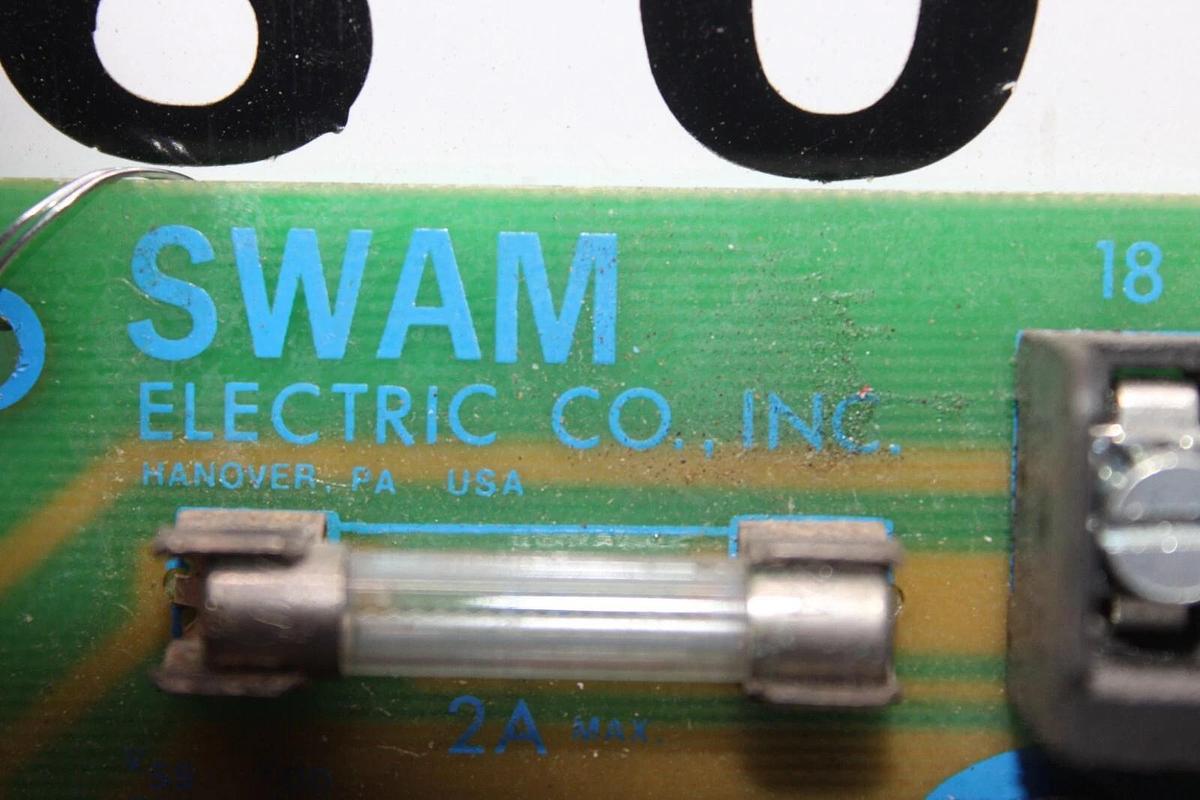 SWAM
18
ELECTRIC CO., INC.
HANOVER, PA USA
2A MAX.